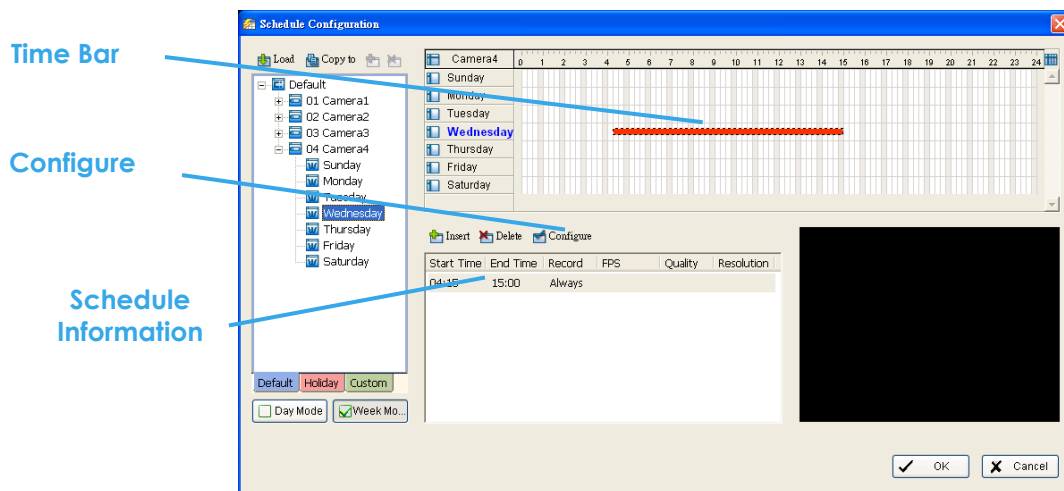 Schedule Configuration
Time Bar
Configure
Schedule
Information
Load Copy to
Default
01 Camera1
02 Camera2
03 Camera3
04 Camera4
Sunday
Monday
Tuesday
Wednesday
Thursday
Friday
Saturday
Default Holiday Custom
Day Mode Week Mo...
Camera4 0 1 2 3 4 5 6 7 8 9 10 11 12 13 14 15 16 17 18 19 20 21 22 23 24
Sunday
Monday
Tuesday
Wednesday
Thursday
Friday
Saturday
Insert Delete Configure
Start Time End Time Record FPS Quality Resolution
04:15 15:00 Always
OK Cancel